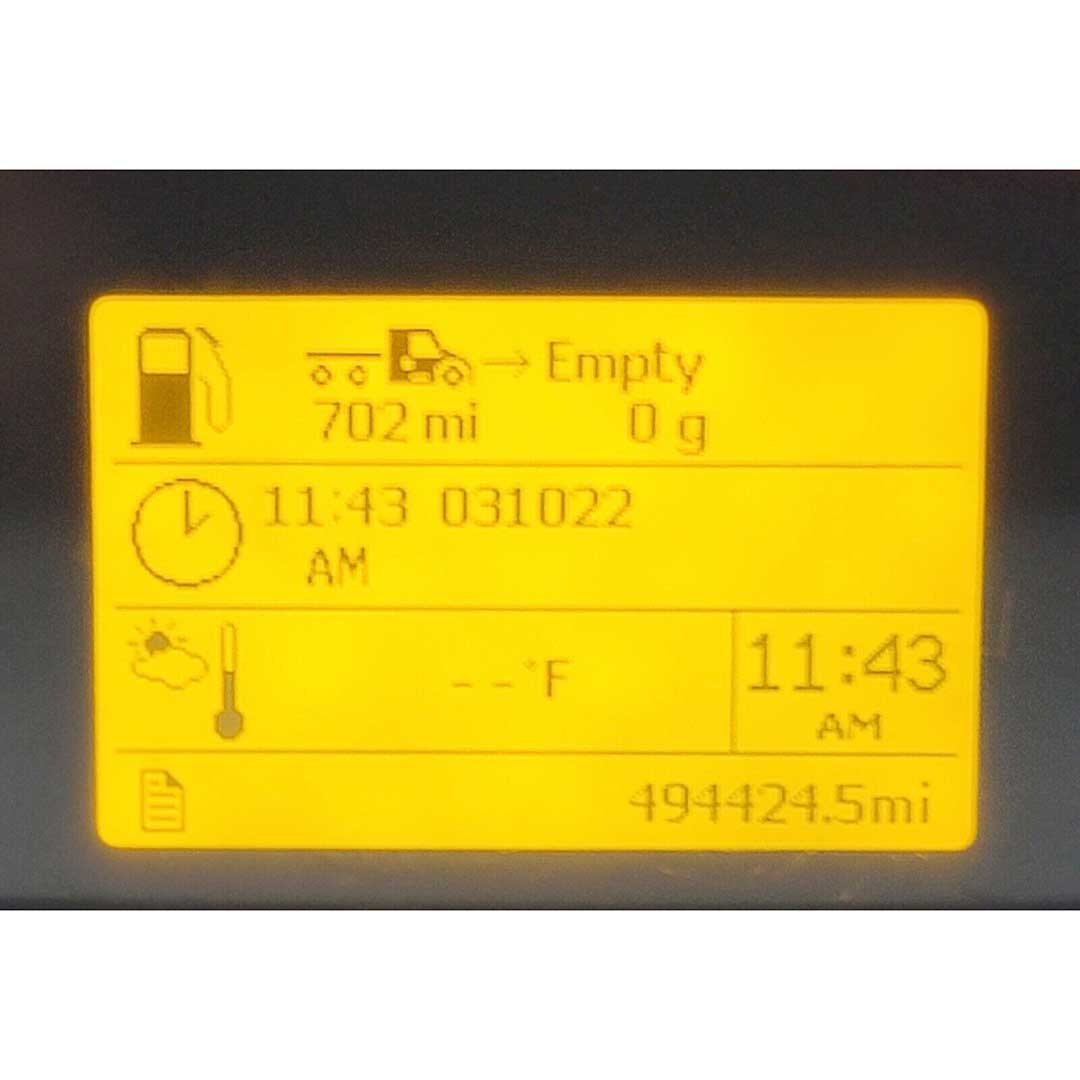 → Empty
702 mi 0 g
11:43 031022
AM
--°F
11:43
AM
494424.5mi